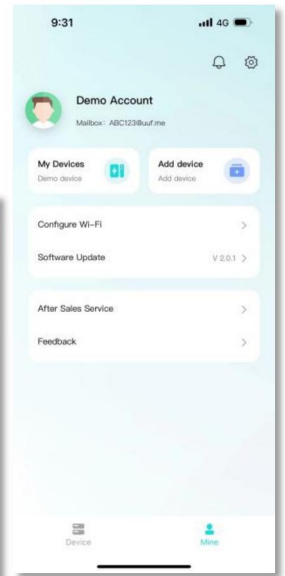 9:31
4G
Demo Account
Mailbox: ABC123@uuf.me
My Devices
Demo device
Add device
Add device
Configure Wi-Fi
Software Update
V 2.0.1
After Sales Service
Feedback
Device
Mine